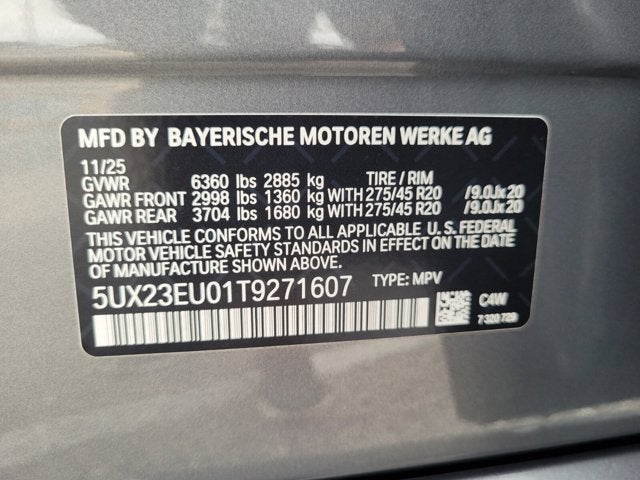 MFD BY BAYERISCHE MOTOREN WERKE AG
11/25
GVWR 6360 lbs 2885 kg TIRE / RIM
GAWR FRONT 2998 lbs 1360 kg WITH 275/45 R20 /9.0Jx20
GAWR REAR 3704 lbs 1680 kg WITH 275/45 R20 /9.0Jx20
THIS VEHICLE CONFORMS TO ALL APPLICABLE U.S. FEDERAL
MOTOR VEHICLE SAFETY STANDARDS IN EFFECT ON THE DATE
OF MANUFACTURE SHOWN ABOVE.
5UX23EU01T9271607 TYPE: MPV
C4W
7320729